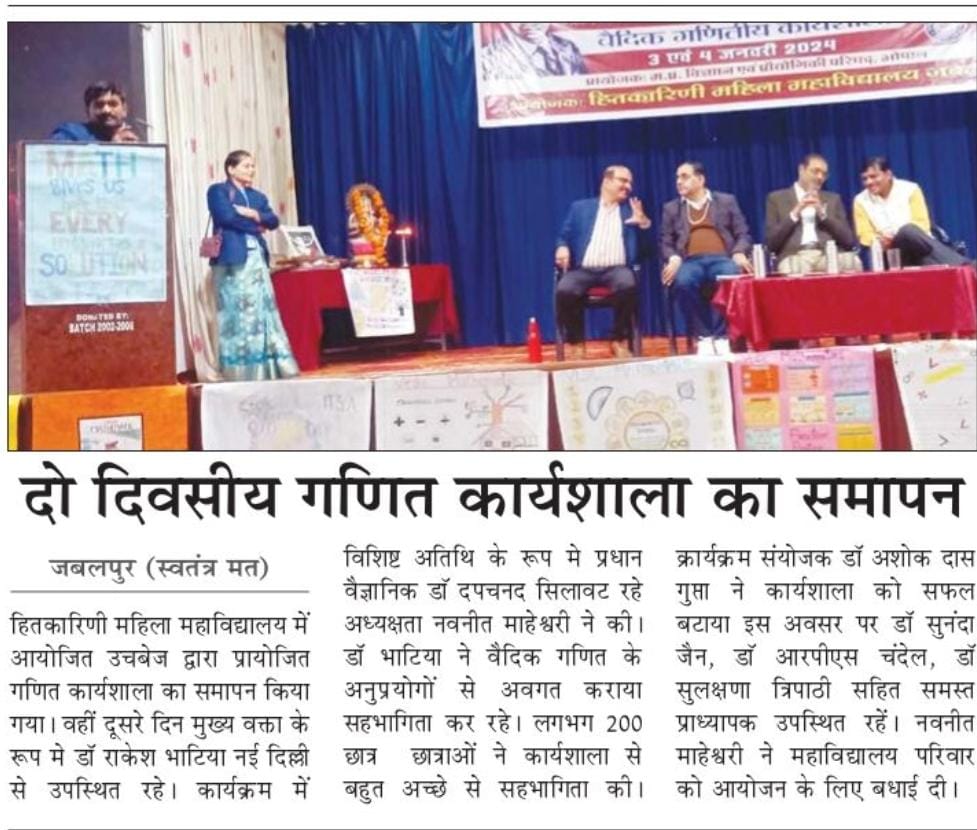 वैदिक गणितीय कार्यशाला
3 एवं 4 जनवरी 2024
प्रायोजक: म.प्र. विज्ञान एवं प्रौद्योगिकी परिषद्, भोपाल
आयोजक: हितकारिणी महिला महाविद्यालय
MATH
GIVES US
EVERY
SOLUTION
DONATED BY:
BATCH 2002-2006
दो दिवसीय गणित कार्यशाला का समापन
जबलपुर (स्वतंत्र मत)
हितकारिणी महिला महाविद्यालय में
आयोजित उचबेज द्वारा प्रायोजित
गणित कार्यशाला का समापन किया
गया। वहीं दूसरे दिन मुख्य वक्ता के
रूप मे डॉ राकेश भाटिया नई दिल्ली
से उपस्थित रहे। कार्यक्रम में
विशिष्ट अतिथि के रूप मे प्रधान
वैज्ञानिक डॉ दपचनद सिलावट रहे
अध्यक्षता नवनीत माहेश्वरी ने की।
डॉ भाटिया ने वैदिक गणित के
अनुप्रयोगों से अवगत कराया
सहभागिता कर रहे। लगभग 200
छात्र छात्राओं ने कार्यशाला से
बहुत अच्छे से सहभागिता की।
क्रार्यक्रम संयोजक डॉ अशोक दास
गुप्ता ने कार्यशाला को सफल
बटाया इस अवसर पर डॉ सुनंदा
जैन, डॉ आरपीएस चंदेल, डॉ
सुलक्षणा त्रिपाठी सहित समस्त
प्राध्यापक उपस्थित रहें। नवनीत
माहेश्वरी ने महाविद्यालय परिवार
को आयोजन के लिए बधाई दी।